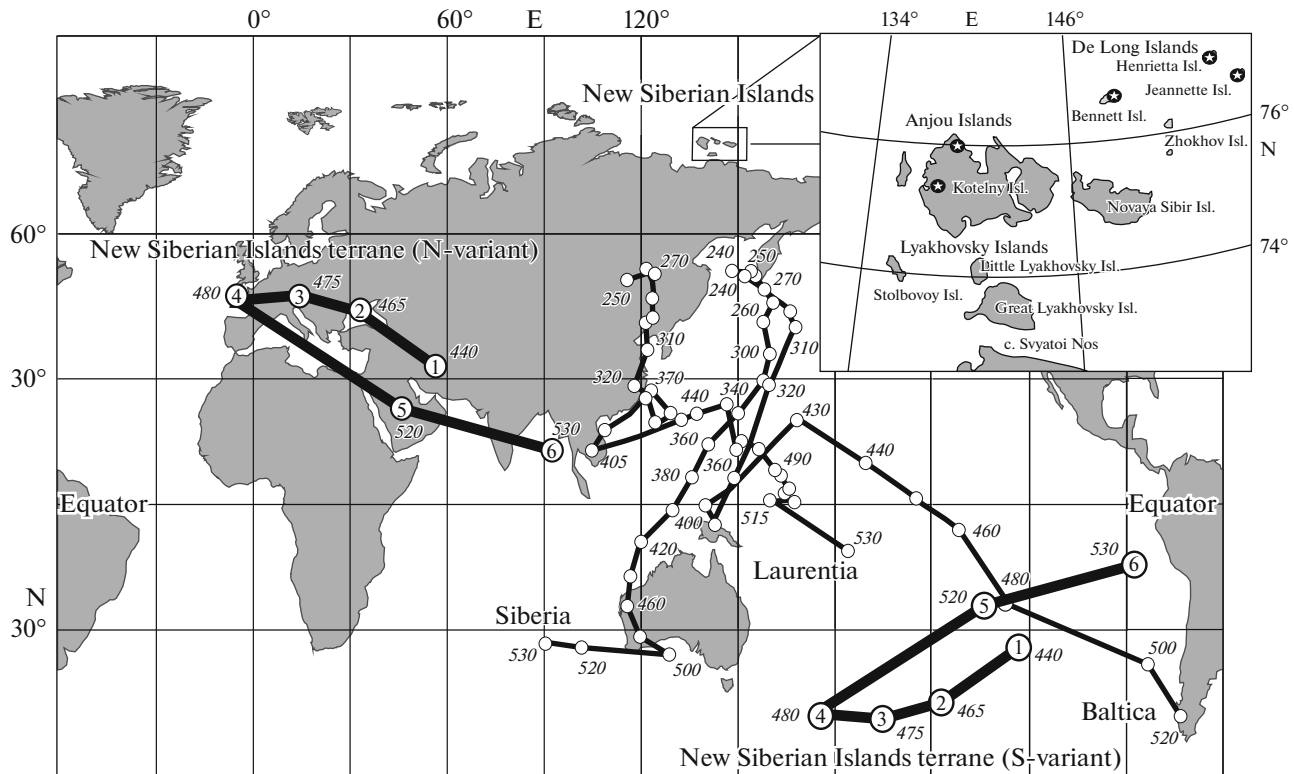 0° 60° E 120° 134° E 146°
De Long Islands
Henrietta Isl.
Jeannette Isl.
Bennett Isl.
76°
Zhokhov Isl.
N
Anjou Islands
Kotelny Isl.
Novaya Sibir Isl.
74°
Lyakhovsky Islands
Little Lyakhovsky Isl.
Stolbovoy Isl.
Great Lyakhovsky Isl.
c. Svyatoi Nos
New Siberian Islands
60°
New Siberian Islands terrane (N-variant)
480 4 3 475 2 465 1 440
5 520 6 530
270
250
310
320 370
440
405
240 250
240 270
260
300 310
340 320
360
380 360
400
420
460
430
440
460
480
500
520
490
515
530
30°
Equator Equator
Laurentia
Siberia
530 520 500
N
30°
530 6
520 5
1 440
480 4 3 475 2 465
Baltica
New Siberian Islands terrane (S-variant)